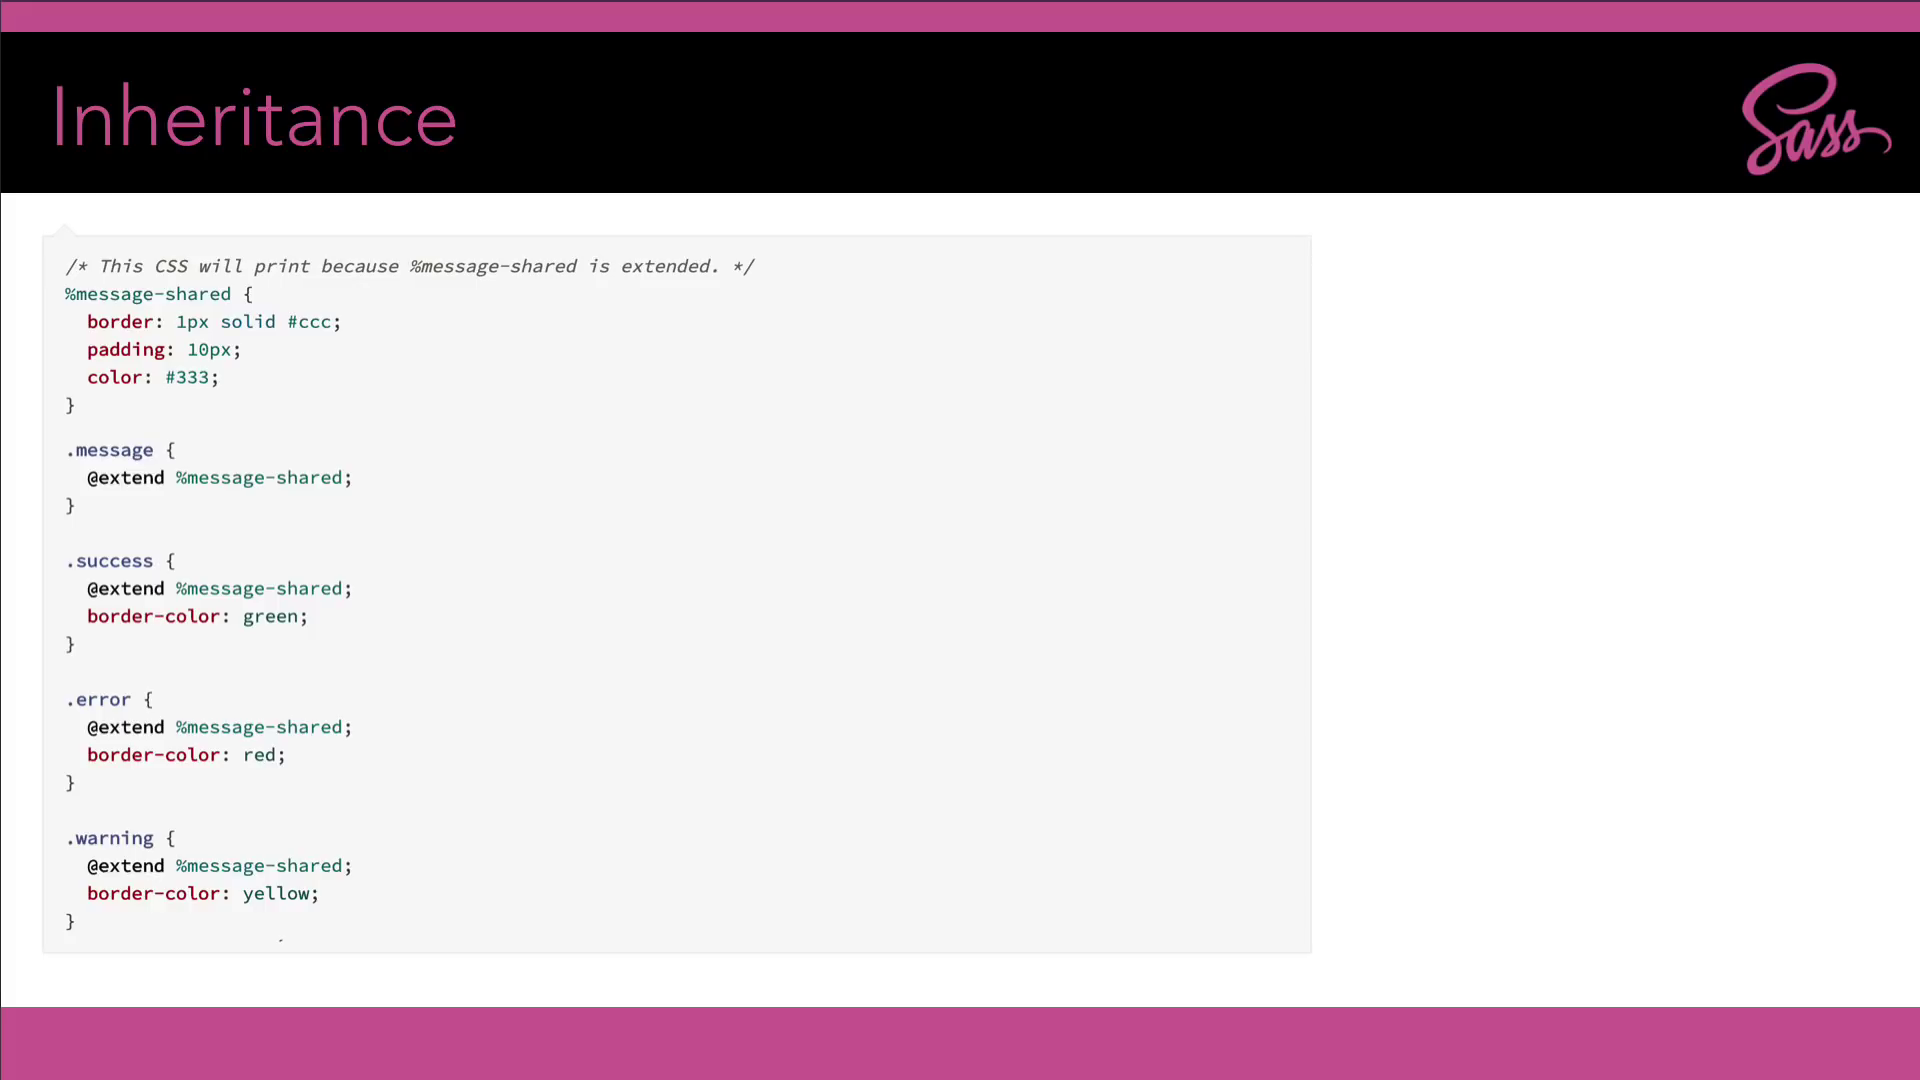 Inheritance
Sass
/* This CSS will print because %message-shared is extended. */
%message-shared {
  border: 1px solid #ccc;
  padding: 10px;
  color: #333;
}
.message {
  @extend %message-shared;
}
.success {
  @extend %message-shared;
  border-color: green;
}
.error {
  @extend %message-shared;
  border-color: red;
}
.warning {
  @extend %message-shared;
  border-color: yellow;
}